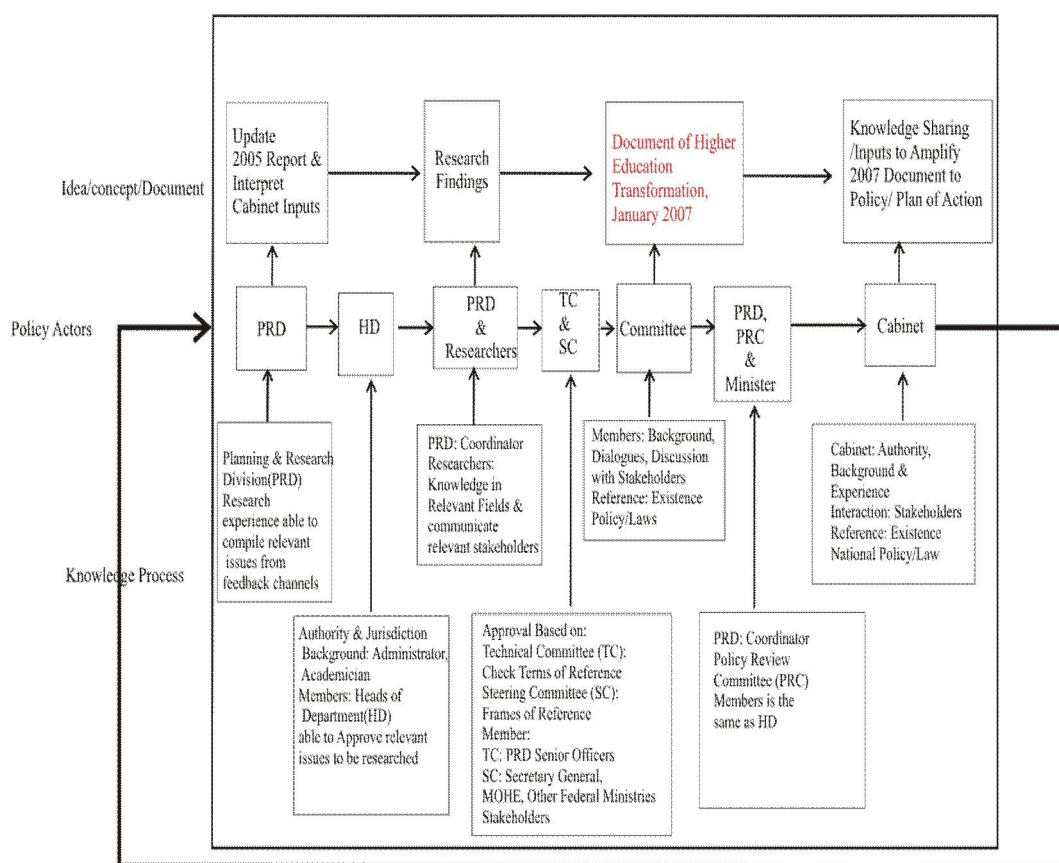 Update
2005 Report &
Interpret
Cabinet Inputs
Research
Findings
Document of Higher
Education
Transformation,
January 2007
Knowledge Sharing
/Inputs to Amplify
2007 Document to
Policy/ Plan of Action
Idea/concept/Document
Policy Actors
PRD
HD
PRD
&
Researchers
TC
&
SC
Committee
PRD,
PRC
&
Minister
Cabinet
Knowledge Process
Planning & Research
Division(PRD)
Research
experience able to
compile relevant
issues from
feedback channels
PRD: Coordinator
Researchers:
Knowledge in
Relevant Fields &
communicate
relevant stakeholders
Members: Background,
Dialogues, Discussion
with Stakeholders
Reference: Existence
Policy/Laws
Cabinet: Authority,
Background &
Experience
Interaction: Stakeholders
Reference: Existence
National Policy/Law
Authority & Jurisdiction
Background: Administrator,
Academician
Members: Heads of
Department(HD)
able to Approve relevant
issues to be researched
Approval Based on:
Technical Committee (TC):
Check Terms of Reference
Steering Committee (SC):
Frames of Reference
Member:
TC: PRD Senior Officers
SC: Secretary General,
MOHE, Other Federal Ministries
Stakeholders
PRD: Coordinator
Policy Review
Committee (PRC)
Members is the
same as HD